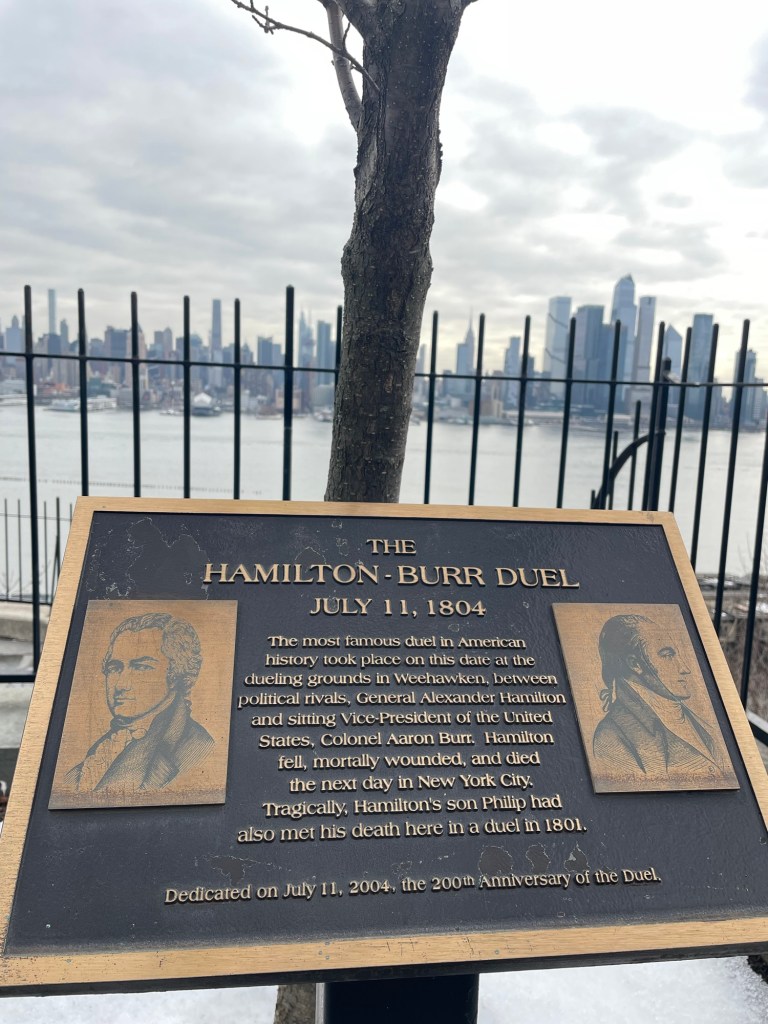 THE
HAMILTON-BURR DUEL
JULY 11, 1804
The most famous duel in American
history took place on this date at the
dueling grounds in Weehawken, between
political rivals, General Alexander Hamilton
and sitting Vice-President of the United
States, Colonel Aaron Burr. Hamilton
fell, mortally wounded, and died
the next day in New York City.
Tragically, Hamilton's son Philip had
also met his death here in a duel in 1801.
Dedicated on July 11, 2004, the 200th Anniversary of the Duel.